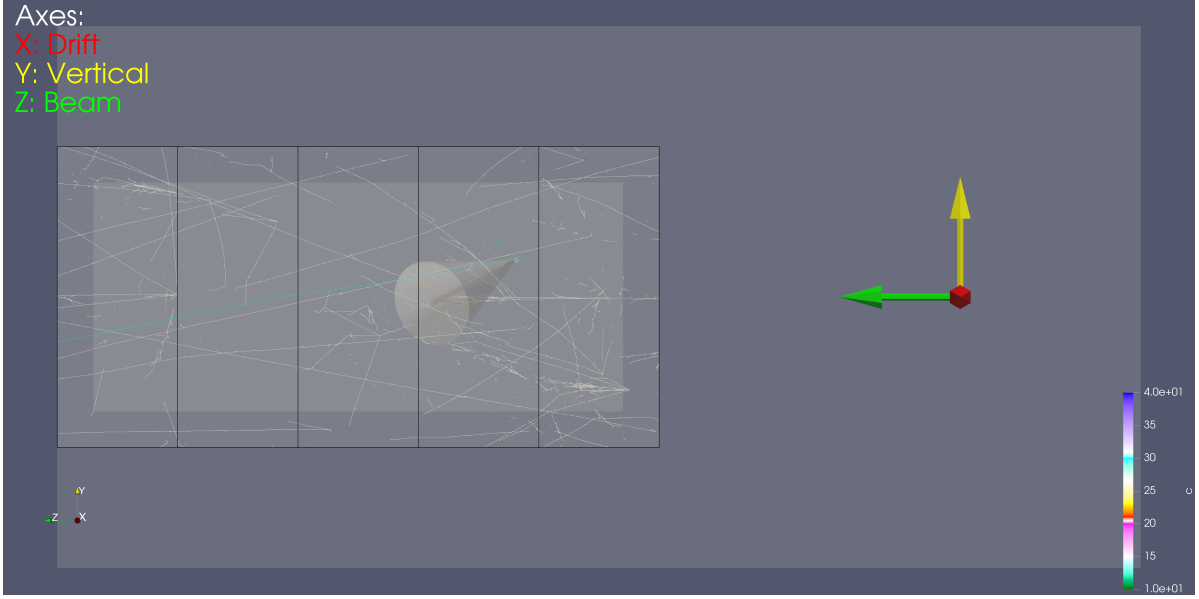 Axes:
X: Drift
Y: Vertical
Z: Beam
4.0e+01
35
30
25
20
15
1.0e+01
c
Y
Z
X